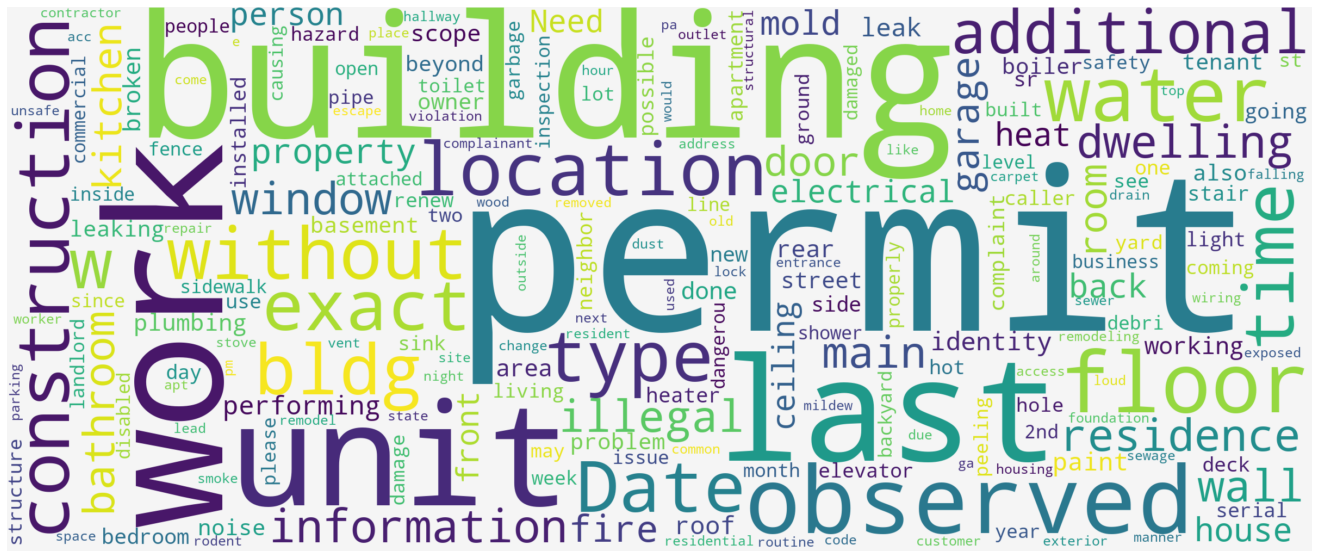 contractor
acc
people
hallway
person
e
place
scope
pa
outlet
Need
structural
mold
leak
additional
building
permit
work
construction
kitchen
commercial
unsafe
broken
come
hazard
causing
open
escape
beyond
toilet
owner
pipe
violation
garbage
inspection
hour
lot
would
possible
apartment
ground
damaged
home
top
boiler
safety
tenant
st
sr
built
going
water
garage
heat
dwelling
fence
installed
property
complainant
address
like
inside
attached
location
door
level
carpet
one
also
falling
window
renew
two
wood
removed
line
old
electrical
caller
see
drain
stair
room
leaking
repair
basement
without
w
since
sidewalk
use
outside
neighbor
dust
new
lock
rear
entrance
street
properly
complaint
around
yard
business
light
coming
time
worker
bathroom
plumbing
exact
done
used
side
back
sewer
wiring
debri
landlord
stove
vent
sink
site
next
resident
change
shower
dangerou
identity
remodeling
working
exposed
parking
day
apt
pm
bldg
night
area
type
living
ceiling
main
hot
access
loud
floor
disabled
performing
state
heater
last
mildew
backyard
due
hole
foundation
2nd
residence
structure
lead
please
remodel
unit
front
illegal
problem
issue
common
may
week
damage
month
elevator
ga
housing
peeling
paint
sewage
deck
wall
serial
smoke
space
bedroom
rodent
noise
information
Date
fire
roof
residential
routine
code
observed
customer
year
exterior
manner
house